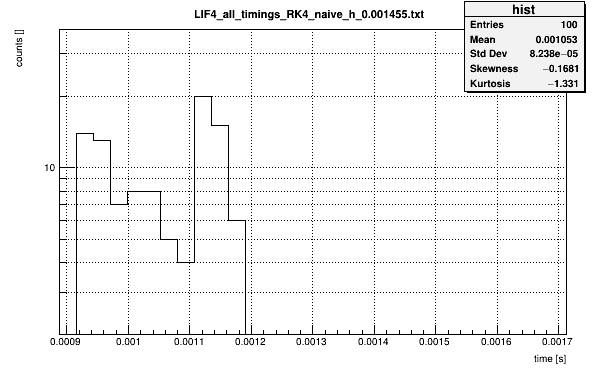 LIF4_all_timings_RK4_naive_h_0.001455.txt
hist
Entries 100
Mean 0.001053
Std Dev 8.238e−05
Skewness −0.1681
Kurtosis −1.331
counts []
10
0.0009 0.001 0.0011 0.0012 0.0013 0.0014 0.0015 0.0016 0.0017
time [s]